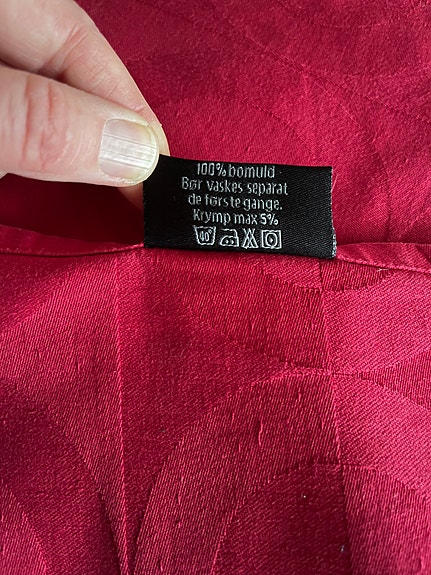 100% bomuld
Bør vaskes separat
de første gange.
Krymp max 5%